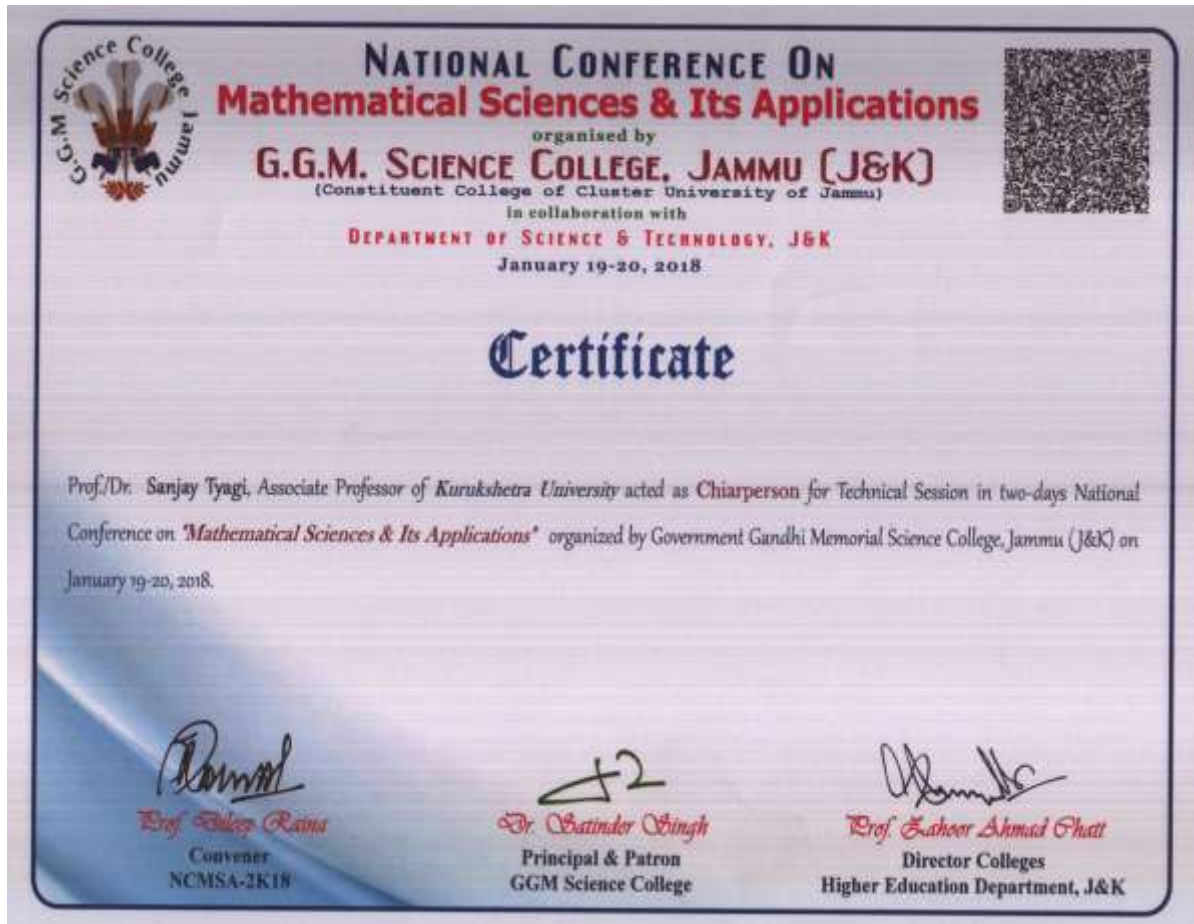 G.G.M Science College Jammu
NATIONAL CONFERENCE ON
Mathematical Sciences & Its Applications
organised by
G.G.M. SCIENCE COLLEGE, JAMMU (J&K)
(Constituent College of Cluster University of Jammu)
in collaboration with
DEPARTMENT OF SCIENCE & TECHNOLOGY, J&K
January 19-20, 2018
Certificate
Prof./Dr. Sanjay Tyagi, Associate Professor of Kurukshetra University acted as Chiarperson for Technical Session in two-days National
Conference on "Mathematical Sciences & Its Applications" organized by Government Gandhi Memorial Science College, Jammu (J&K) on
January 19-20, 2018.
Prof. Dileep Raina
Convener
NCMSA-2K18
Dr. Satinder Singh
Principal & Patron
GGM Science College
Prof. Zahoor Ahmad Chatt
Director Colleges
Higher Education Department, J&K